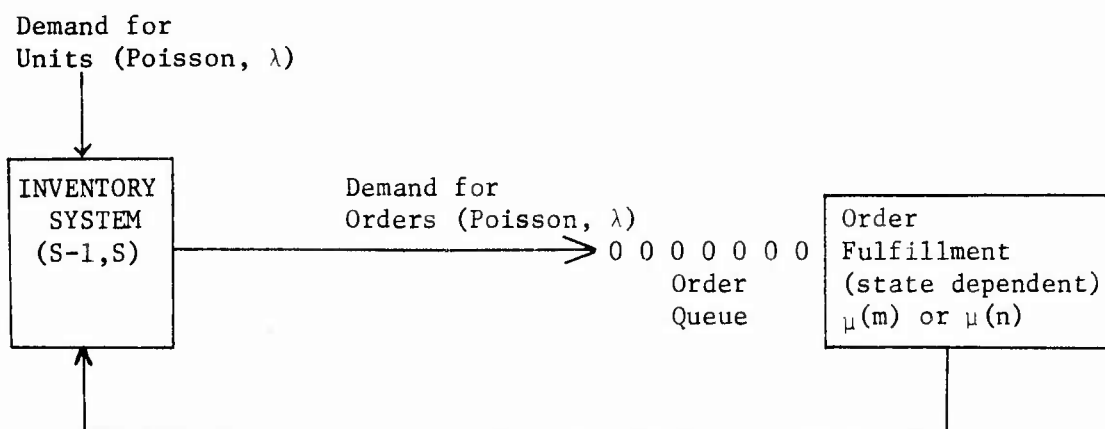 Demand for
Units (Poisson, λ)
INVENTORY
SYSTEM
(S-1,S)
Demand for
Orders (Poisson, λ)
0 0 0 0 0 0 0
Order
Queue
Order
Fulfillment
(state dependent)
μ(m) or μ(n)